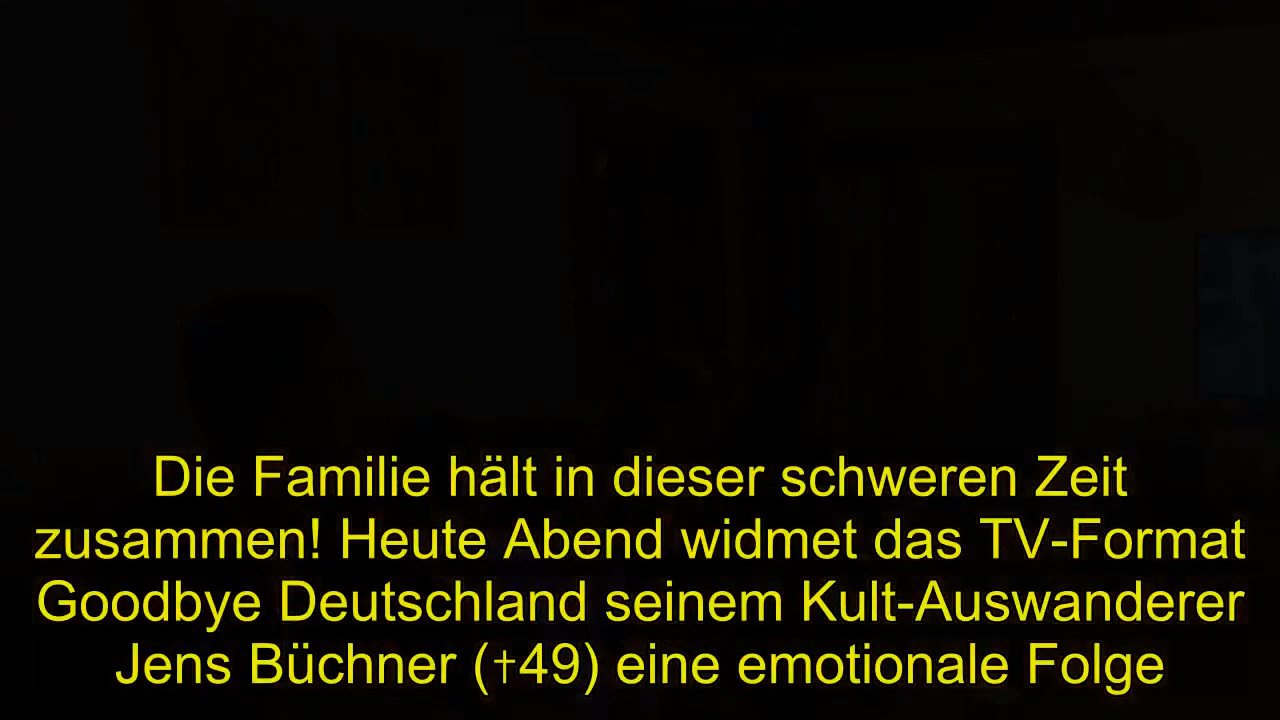 Die Familie hält in dieser schweren Zeit
zusammen! Heute Abend widmet das TV-Format
Goodbye Deutschland seinem Kult-Auswanderer
Jens Büchner (†49) eine emotionale Folge